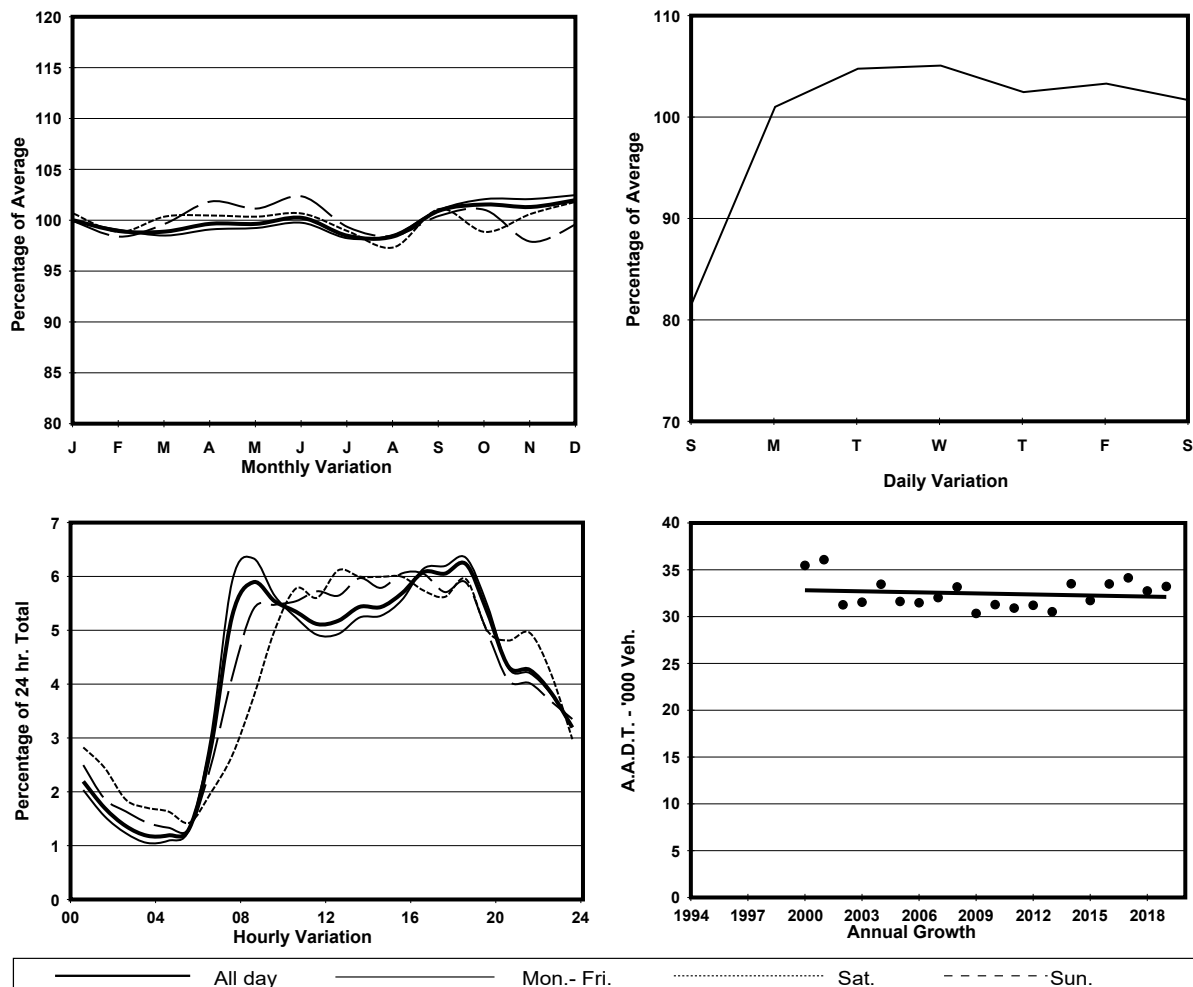 120
115
110
105
100
95
90
85
80
Percentage of Average
J F M A M J J A S O N D
Monthly Variation
110
100
90
80
70
Percentage of Average
S M T W T F S
Daily Variation
7
6
5
4
3
2
1
0
Percentage of 24 hr. Total
00 04 08 12 16 20 24
Hourly Variation
40
35
30
25
20
15
10
5
0
A.A.D.T. - '000 Veh.
1994 1997 2000 2003 2006 2009 2012 2015 2018
Annual Growth
All day Mon.- Fri. Sat. Sun.